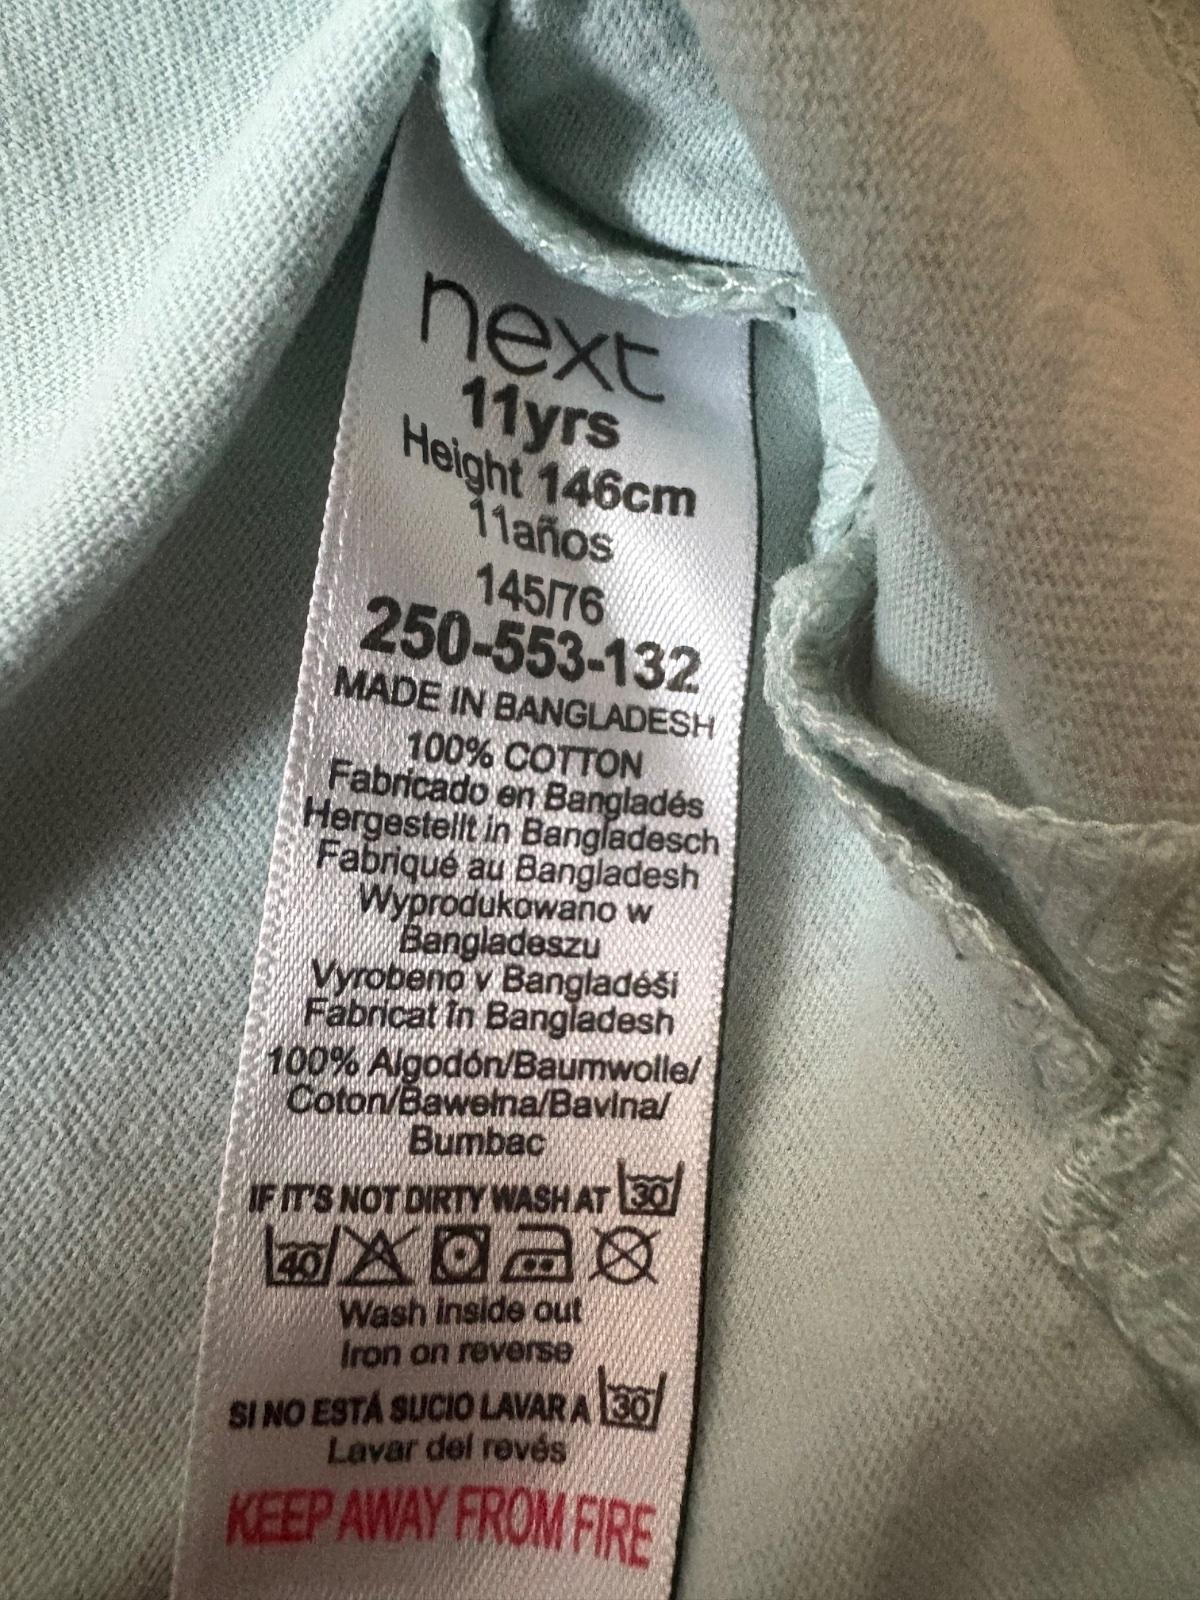 next
11yrs
Height 146cm
11años
145/76
250-553-132
MADE IN BANGLADESH
100% COTTON
Fabricado en Bangladés
Hergestellt in Bangladesch
Fabriqué au Bangladesh
Wyprodukowano w
Bangladeszu
Vyrobeno v Bangladéši
Fabricat în Bangladesh
100% Algodón/Baumwolle/
Coton/Bawełna/Bavlna/
Bumbac
IF IT'S NOT DIRTY WASH AT 30
40
Wash inside out
Iron on reverse
SI NO ESTÁ SUCIO LAVAR A 30
Lavar del revés
KEEP AWAY FROM FIRE